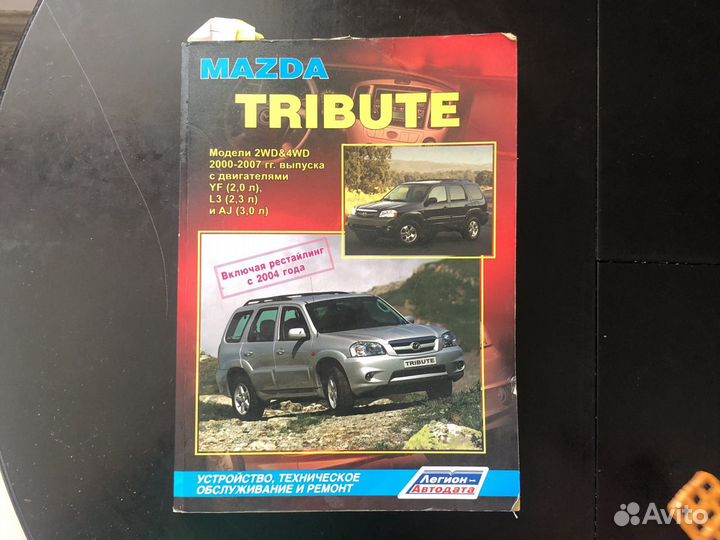 MAZDA
TRIBUTE
Модели 2WD&4WD
2000-2007 гг. выпуска
с двигателями
YF (2,0 л),
L3 (2,3 л)
и AJ (3,0 л)
Включая рестайлинг
с 2004 года
TRIBUTE
УСТРОЙСТВО, ТЕХНИЧЕСКОЕ
ОБСЛУЖИВАНИЕ И РЕМОНТ
Легион-
Автодата
Avito